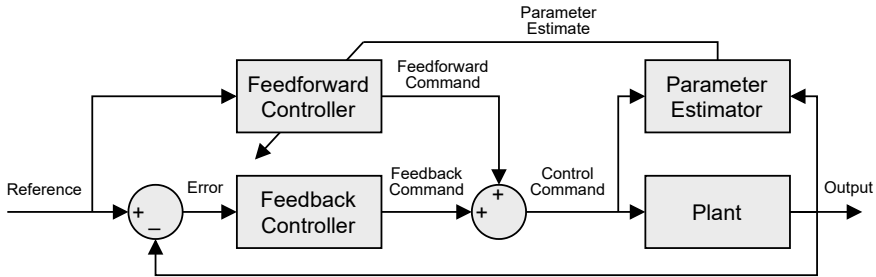 Parameter
Estimate
Feedforward
Controller
Feedforward
Command
Parameter
Estimator
Reference
+
−
Error
Feedback
Controller
Feedback
Command
+
+
Control
Command
Plant
Output